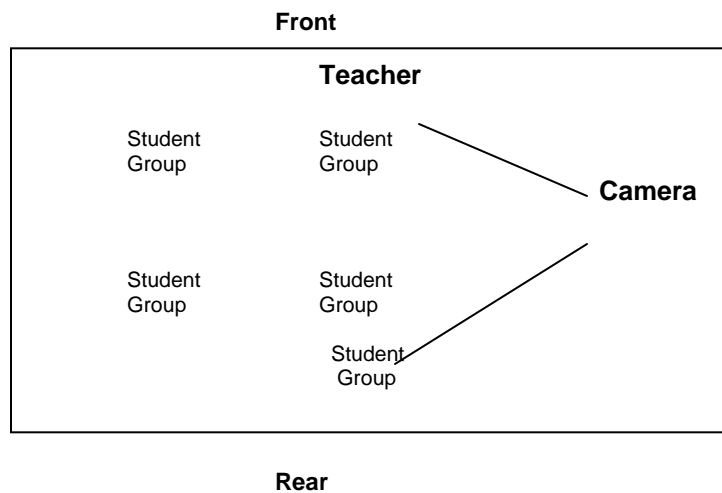 Front
Teacher
Student
Group
Student
Group
Camera
Student
Group
Student
Group
Student
Group
Rear